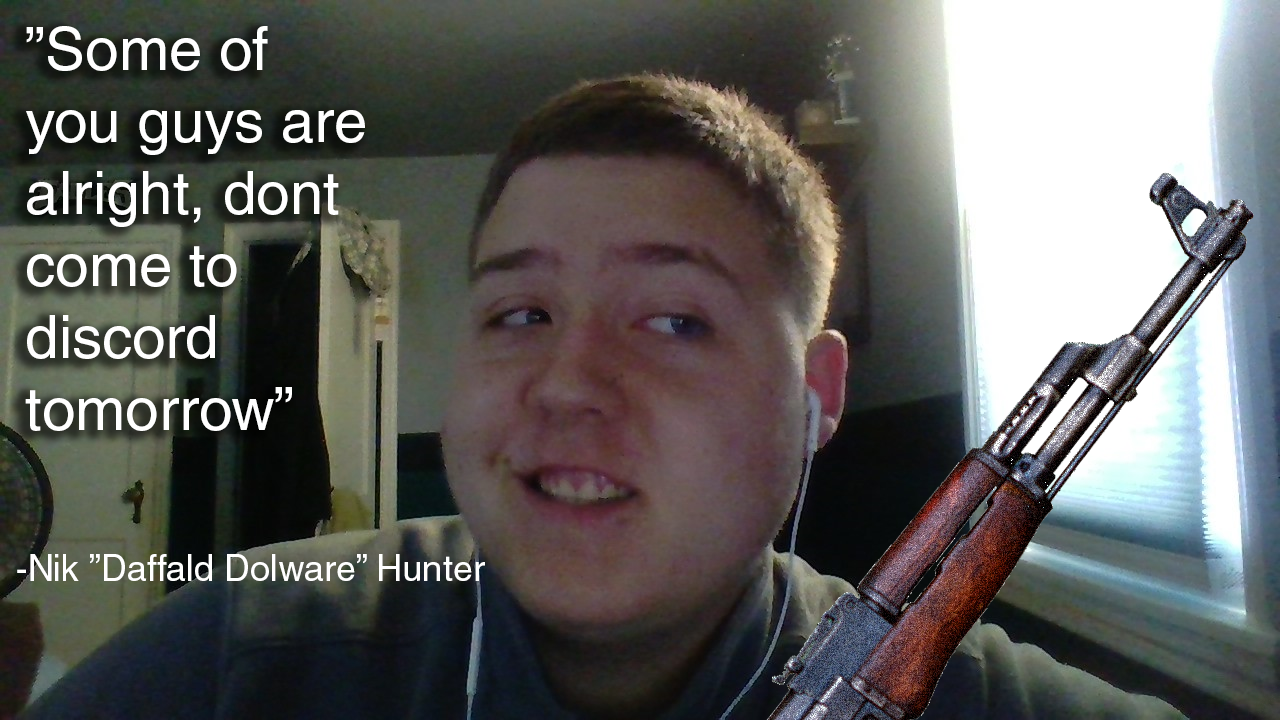 ”Some of
you guys are
alright, dont
come to
discord
tomorrow”
-Nik ”Daffald Dolware” Hunter